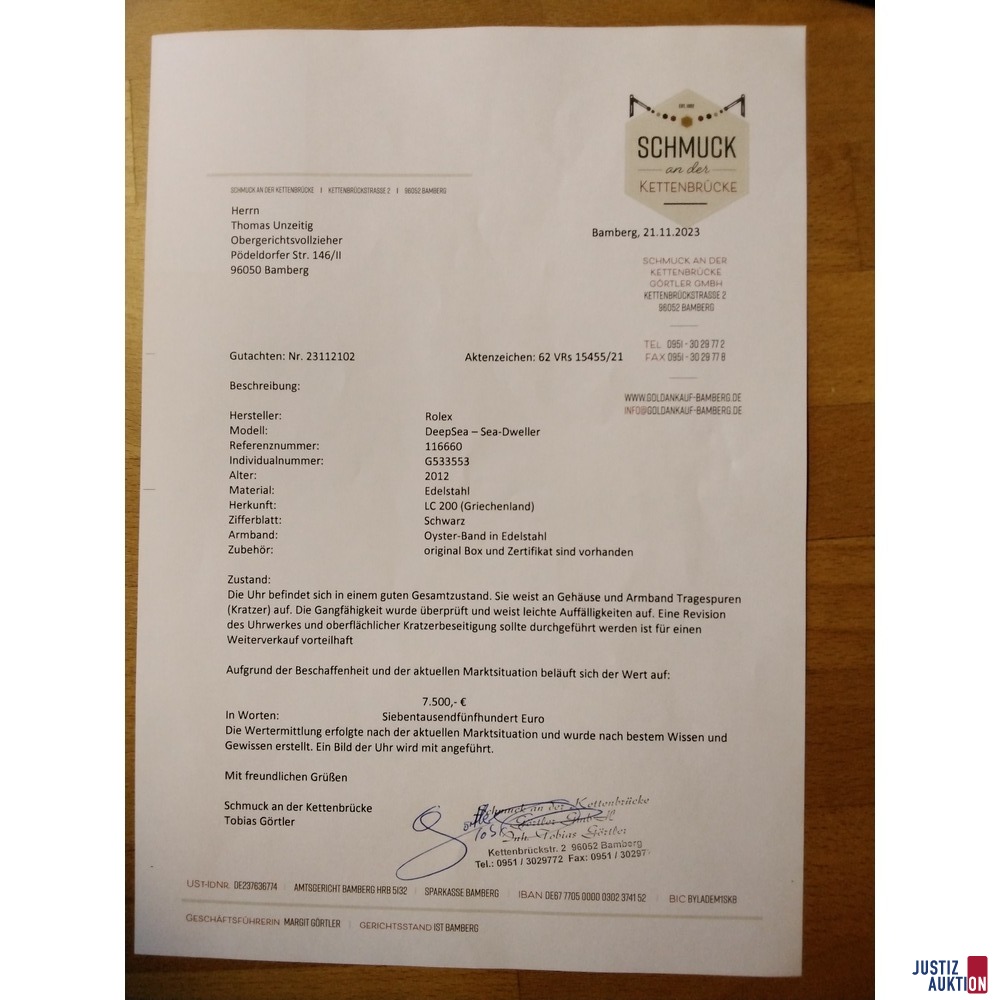 EST. 1982
SCHMUCK
an der
KETTENBRÜCKE
SCHMUCK AN DER KETTENBRÜCKE I KETTENBRÜCKSTRASSE 2 I 96052 BAMBERG
Herrn
Thomas Unzeitig
Obergerichtsvollzieher
Pödeldorfer Str. 146/II
96050 Bamberg
Bamberg, 21.11.2023
SCHMUCK AN DER
KETTENBRÜCKE
GÖRTLER GMBH
KETTENBRÜCKSTRASSE 2
96052 BAMBERG
TEL 0951 - 30 29 77 2
FAX 0951 - 30 29 77 8
WWW.GOLDANKAUF-BAMBERG.DE
INFO@GOLDANKAUF-BAMBERG.DE
Gutachten: Nr. 23112102 Aktenzeichen: 62 VRs 15455/21
Beschreibung:
Hersteller: Rolex
Modell: DeepSea – Sea-Dweller
Referenznummer: 116660
Individualnummer: G533553
Alter: 2012
Material: Edelstahl
Herkunft: LC 200 (Griechenland)
Zifferblatt: Schwarz
Armband: Oyster-Band in Edelstahl
Zubehör: original Box und Zertifikat sind vorhanden
Zustand:
Die Uhr befindet sich in einem guten Gesamtzustand. Sie weist an Gehäuse und Armband Tragespuren
(Kratzer) auf. Die Gangfähigkeit wurde überprüft und weist leichte Auffälligkeiten auf. Eine Revision
des Uhrwerkes und oberflächlicher Kratzerbeseitigung sollte durchgeführt werden ist für einen
Weiterverkauf vorteilhaft
Aufgrund der Beschaffenheit und der aktuellen Marktsituation beläuft sich der Wert auf:
7.500,- €
In Worten: Siebentausendfünfhundert Euro
Die Wertermittlung erfolgte nach der aktuellen Marktsituation und wurde nach bestem Wissen und
Gewissen erstellt. Ein Bild der Uhr wird mit angeführt.
Mit freundlichen Grüßen
Schmuck an der Kettenbrücke
Tobias Görtler
Schmuck an der Kettenbrücke
Görtler GmbH
Inh. Tobias Görtler
Kettenbrückstr. 2 96052 Bamberg
Tel.: 0951 / 3029772 Fax: 0951 / 30297
UST-IDNR. DE237636774 | AMTSGERICHT BAMBERG HRB 5132 | SPARKASSE BAMBERG | IBAN DE67 7705 0000 0302 3741 52 | BIC BYLADEM1SKB
GESCHÄFTSFÜHRERIN MARGIT GÖRTLER | GERICHTSSTAND IST BAMBERG
JUSTIZ
AUKTION